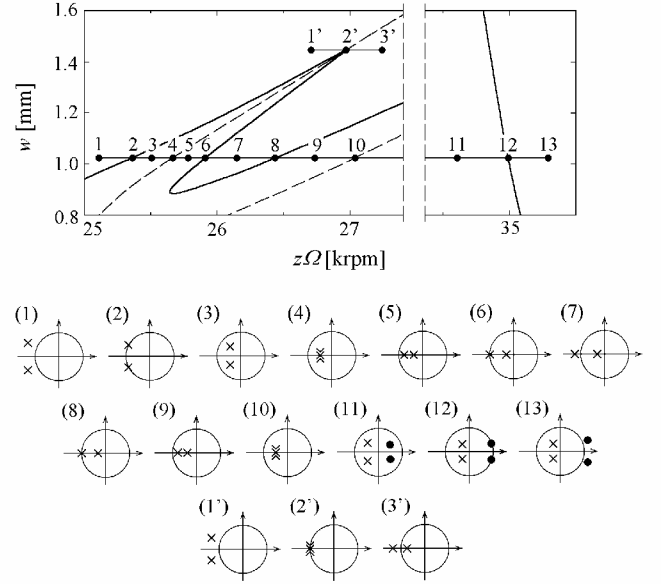 1.6
1.4
1.2
1.0
0.8
w [mm]
1' 2' 3'
1 2 3 4 5 6 7 8 9 10 11 12 13
25 26 27 35
zΩ [krpm]
(1) (2) (3) (4) (5) (6) (7)
(8) (9) (10) (11) (12) (13)
(1') (2') (3')